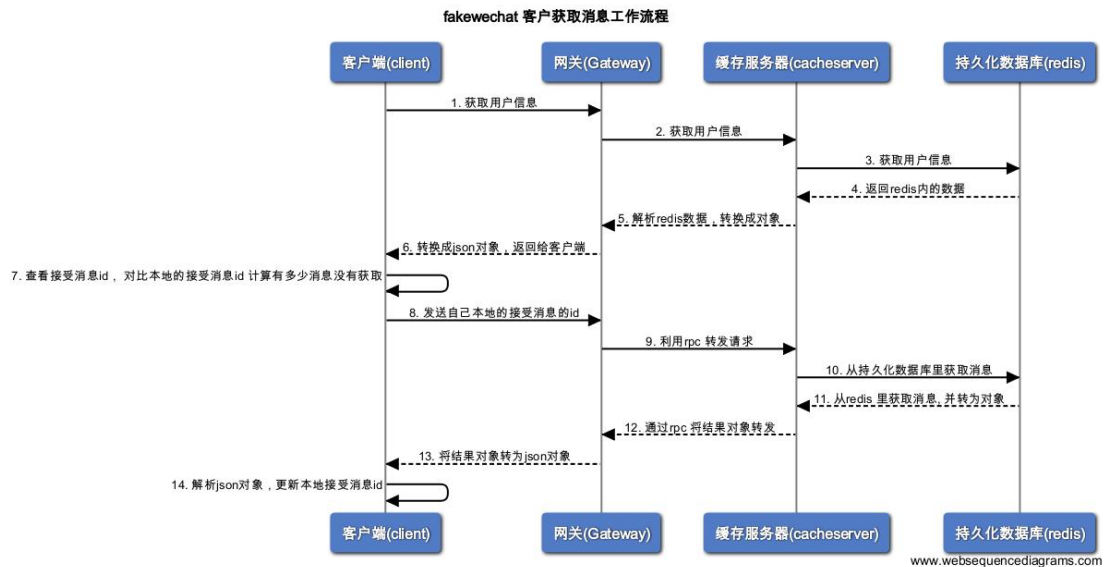 fakewechat 客户获取消息工作流程
客户端(client)
网关(Gateway)
缓存服务器(cacheserver)
持久化数据库(redis)
1. 获取用户信息
2. 获取用户信息
3. 获取用户信息
4. 返回redis内的数据
5. 解析redis数据，转换成对象
6. 转换成json对象，返回给客户端
7. 查看接受消息id， 对比本地的接受消息id 计算有多少消息没有获取
8. 发送自己本地的接受消息的id
9. 利用rpc 转发请求
10. 从持久化数据库里获取消息
11. 从redis 里获取消息, 并转为对象
12. 通过rpc 将结果对象转发
13. 将结果对象转为json对象
14. 解析json对象，更新本地接受消息id
客户端(client)
网关(Gateway)
缓存服务器(cacheserver)
持久化数据库(redis)
www.websequencediagrams.com